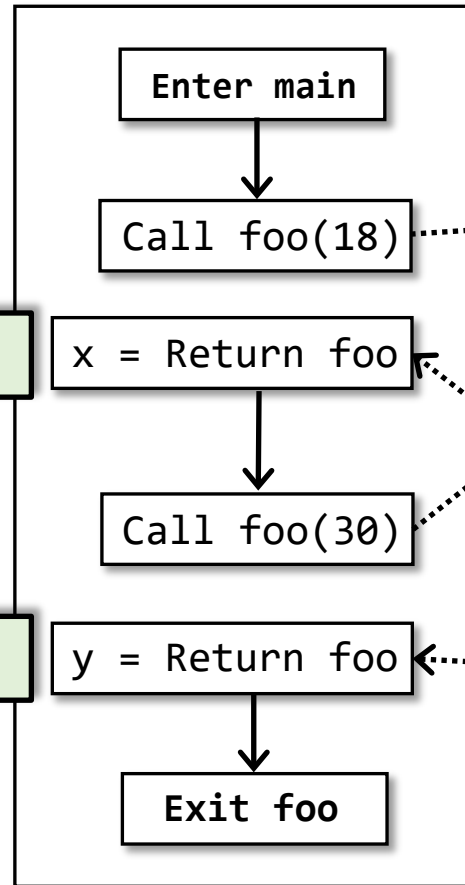 Enter main
Call foo(18)
x = Return foo
Call foo(30)
y = Return foo
Exit foo